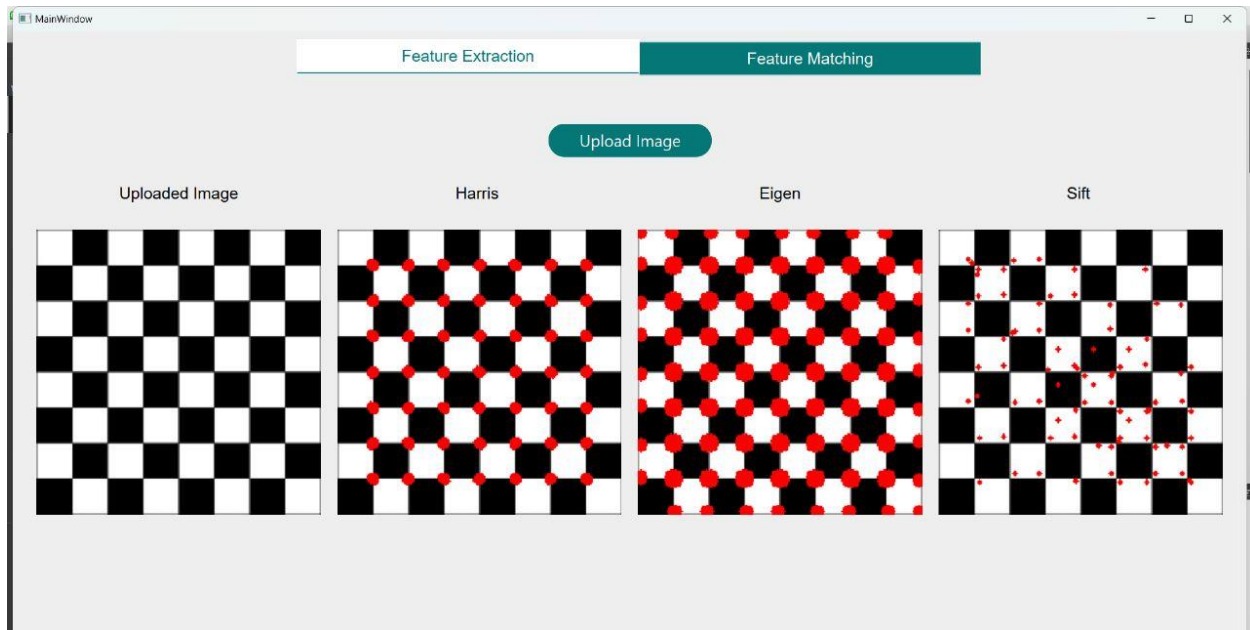 MainWindow
Feature Extraction
Feature Matching
Upload Image
Uploaded Image
Harris
Eigen
Sift